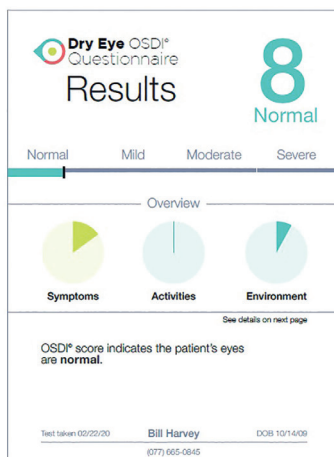 Dry Eye OSDI®
Questionnaire
Results
8
Normal
Normal Mild Moderate Severe
Overview
Symptoms Activities Environment
See details on next page
OSDI® score indicates the patient's eyes
are normal.
Test taken 02/22/20 Bill Harvey DOB 10/14/09
(077) 665-0845